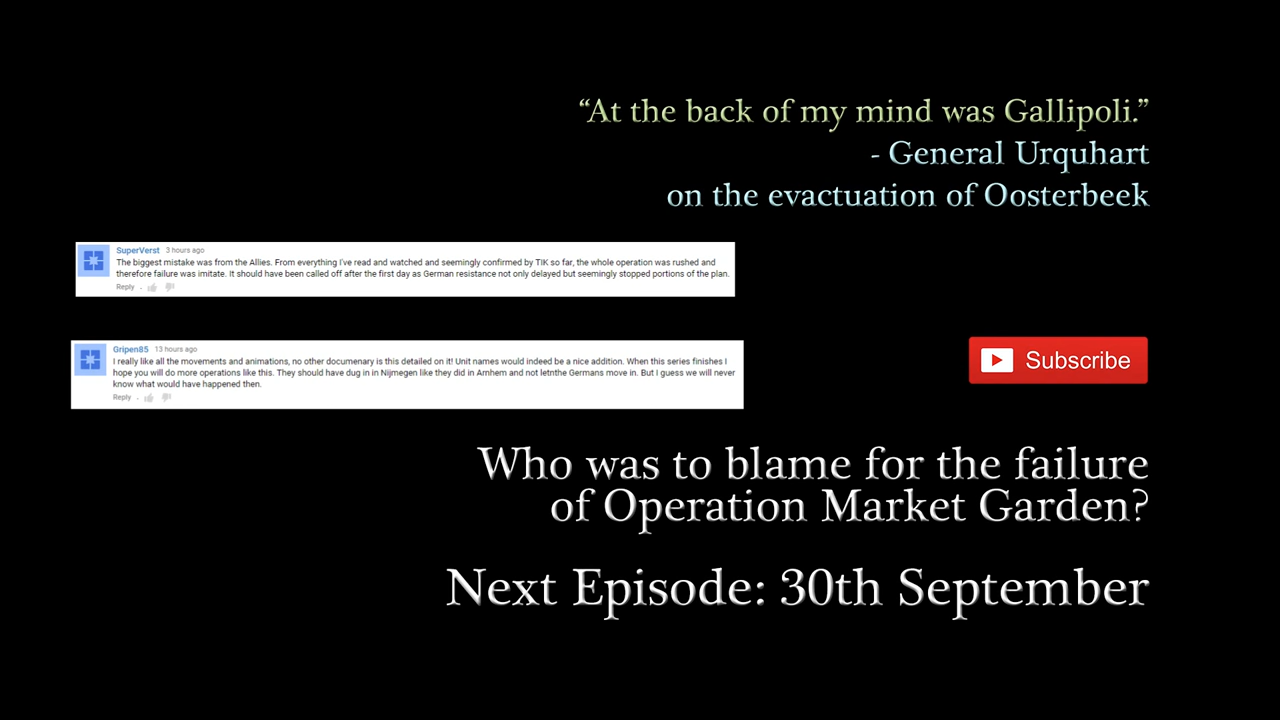 “At the back of my mind was Gallipoli.”
- General Urquhart
on the evactuation of Oosterbeek
SuperVerst 3 hours ago
The biggest mistake was from the Allies. From everything I've read and watched and seemingly confirmed by TIK so far, the whole operation was rushed and
therefore failure was imitate. It should have been called off after the first day as German resistance not only delayed but seemingly stopped portions of the plan.
Reply
Gripen85 13 hours ago
I really like all the movements and animations, no other documenary is this detailed on it! Unit names would indeed be a nice addition. When this series finishes I
hope you will do more operations like this. They should have dug in in Nijmegen like they did in Arnhem and not letnthe Germans move in. But I guess we will never
know what would have happened then.
Reply
Subscribe
Who was to blame for the failure
of Operation Market Garden?
Next Episode: 30th September